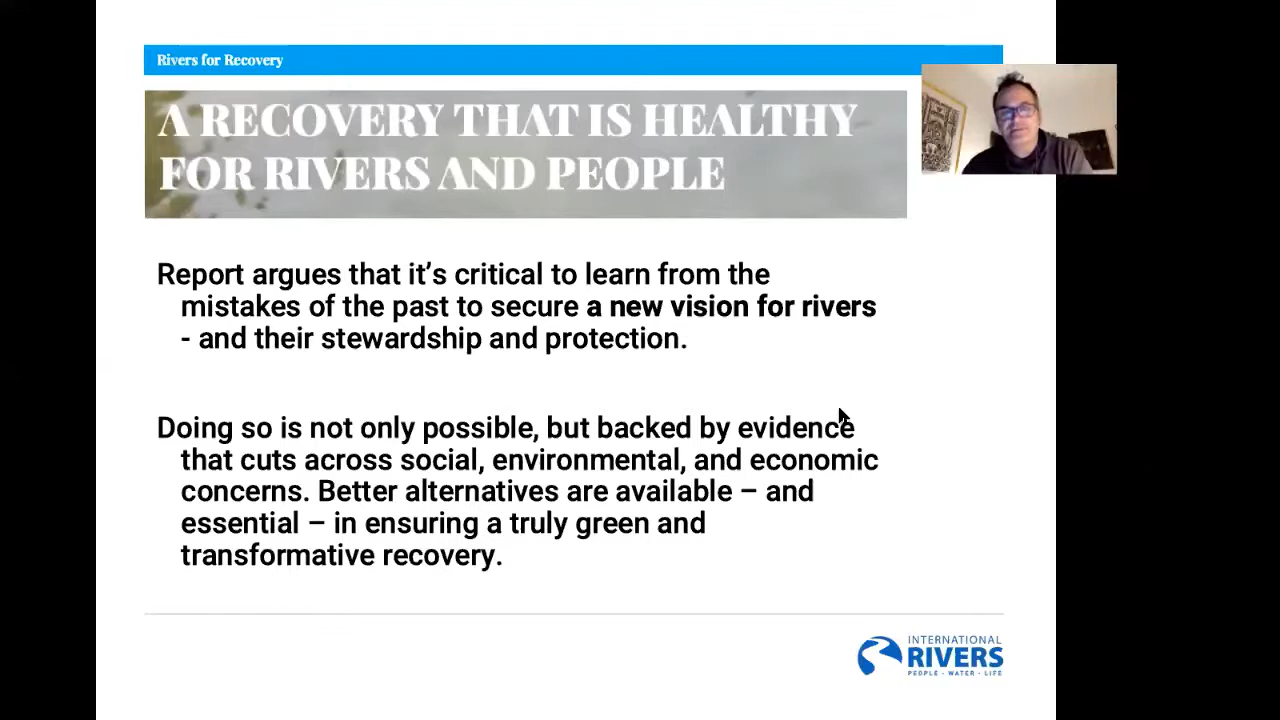 Rivers for Recovery
A RECOVERY THAT IS HEALTHY
FOR RIVERS AND PEOPLE
Report argues that it’s critical to learn from the
mistakes of the past to secure a new vision for rivers
- and their stewardship and protection.
Doing so is not only possible, but backed by evidence
that cuts across social, environmental, and economic
concerns. Better alternatives are available – and
essential – in ensuring a truly green and
transformative recovery.
INTERNATIONAL
RIVERS
PEOPLE · WATER · LIFE